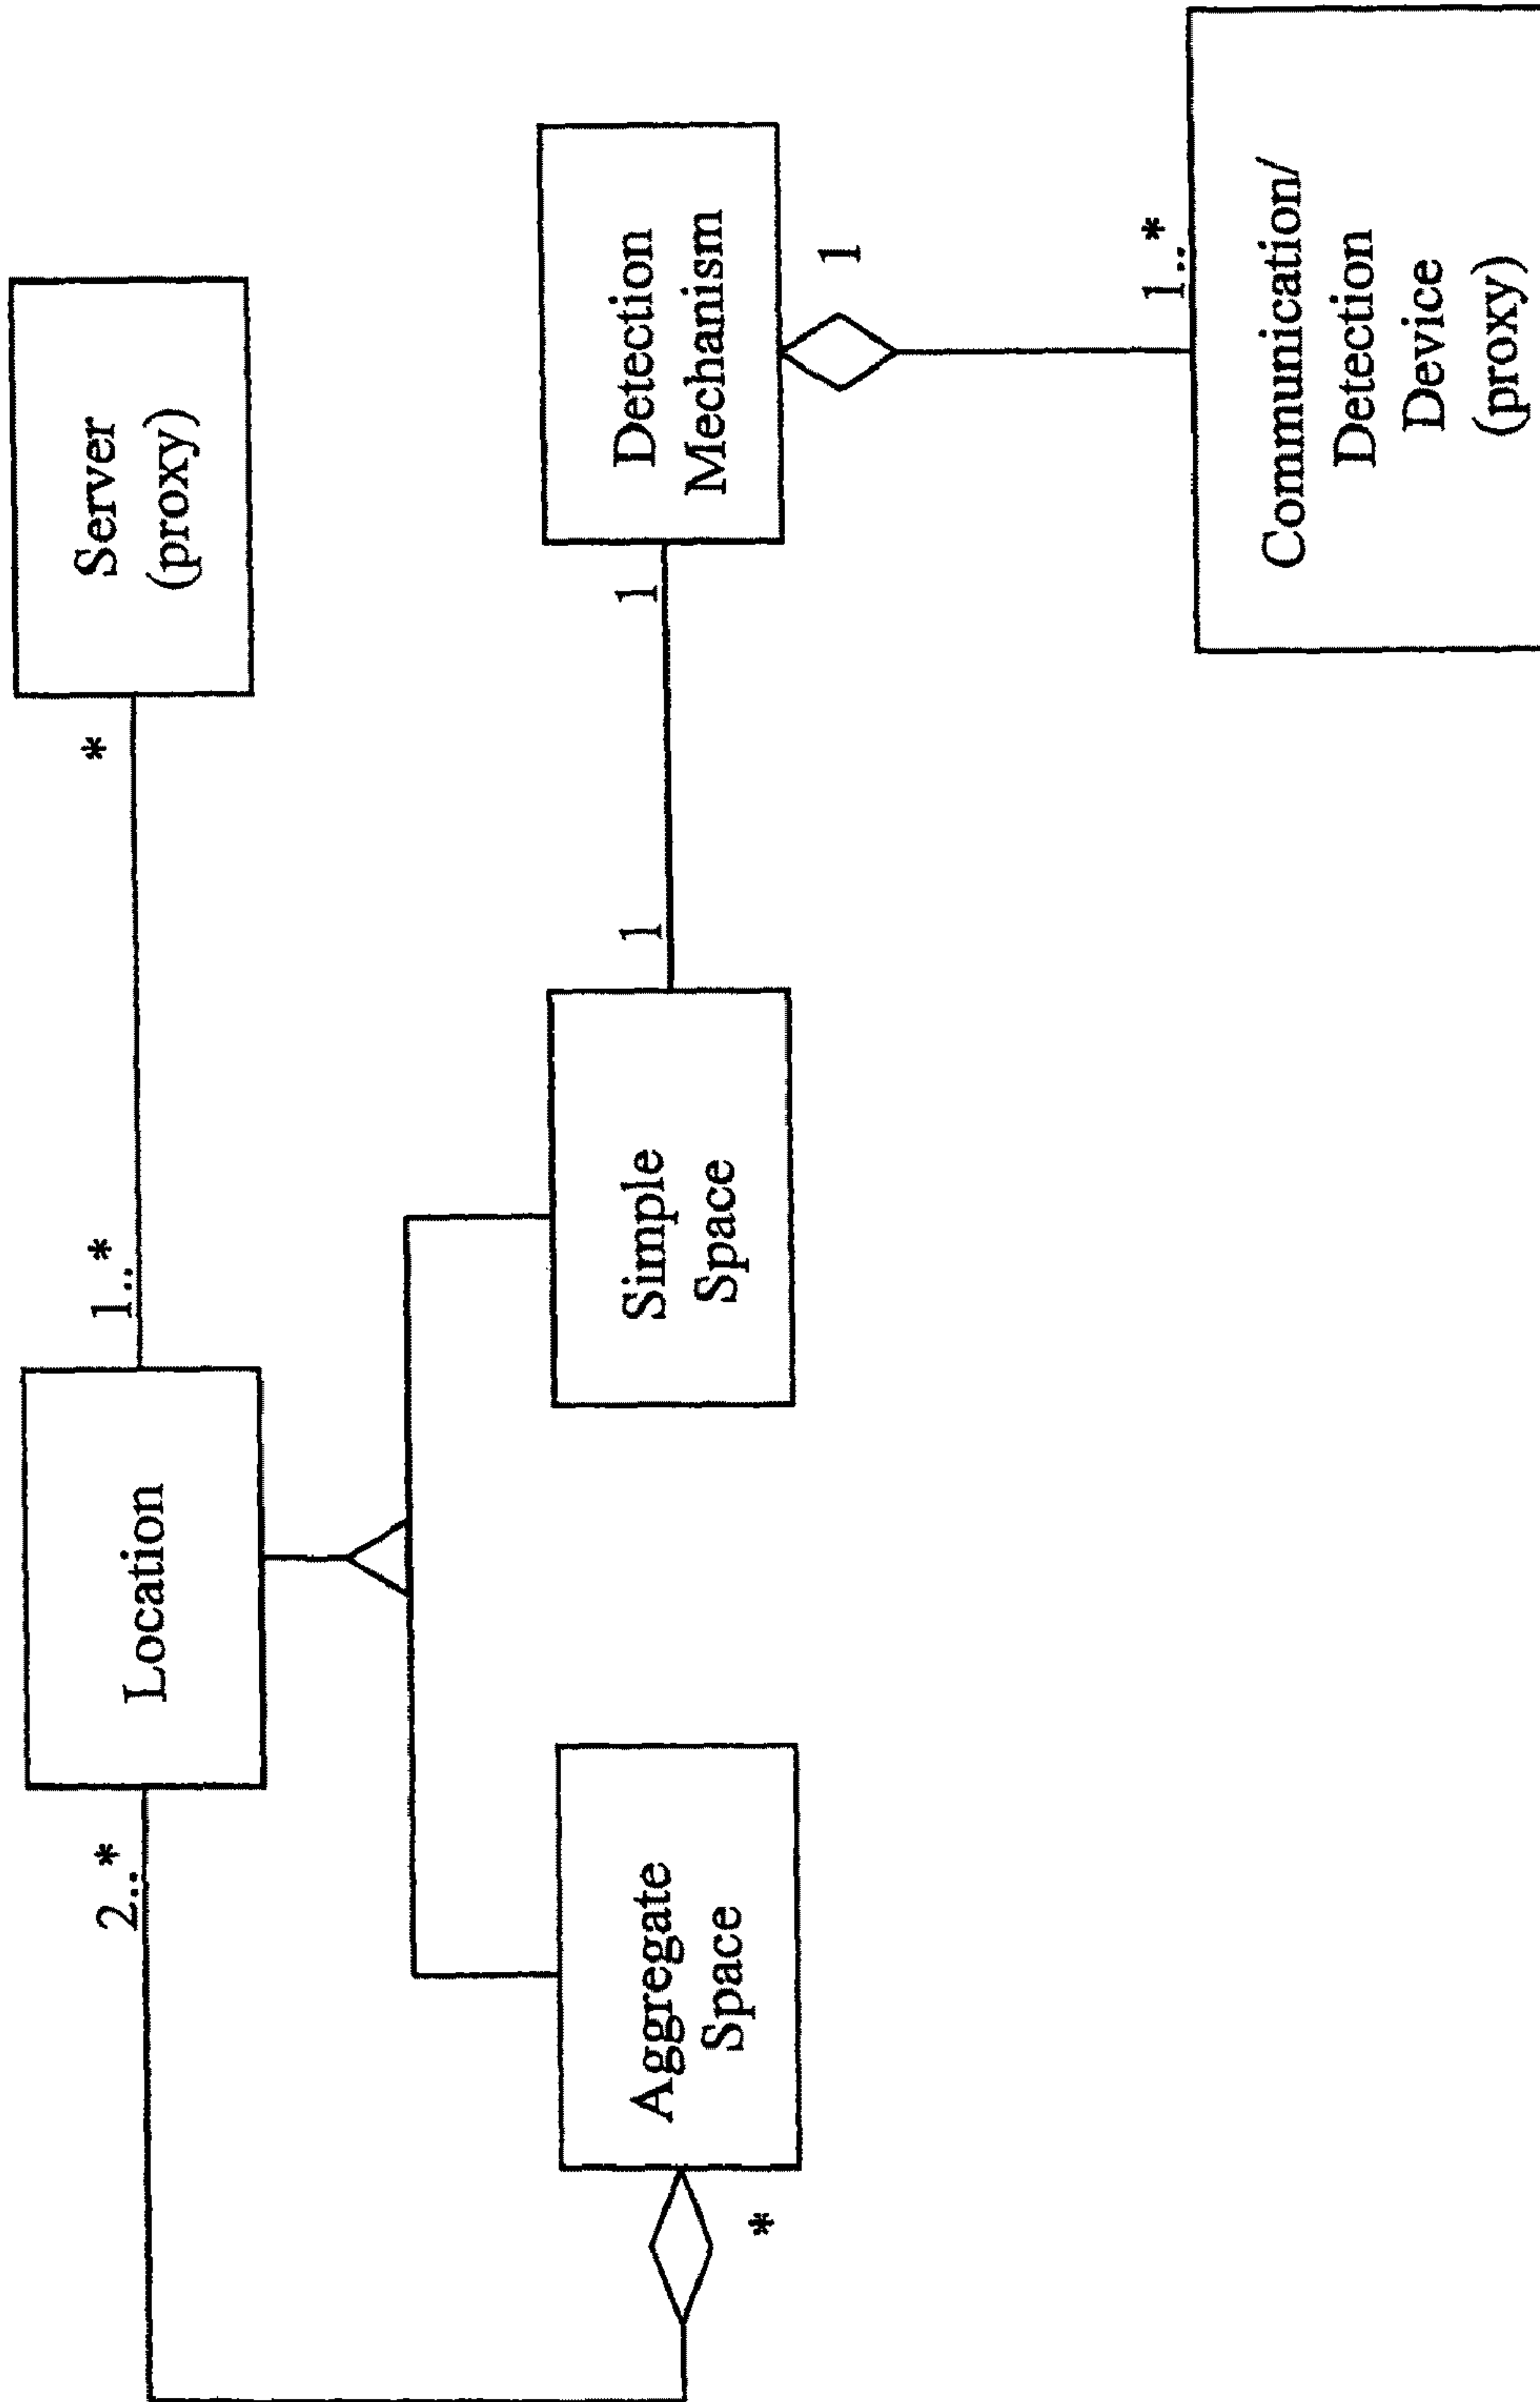 2..*
Location
1..*
*
Server
(proxy)
Aggregate
Space
*
Simple
Space
1
1
Detection
Mechanism
1
1..*
Communication/
Detection
Device
(proxy)